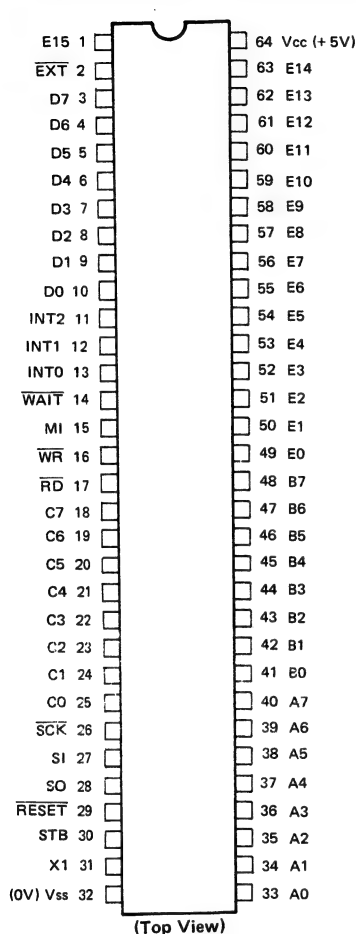 E15 1
EXT 2
D7 3
D6 4
D5 5
D4 6
D3 7
D2 8
D1 9
D0 10
INT2 11
INT1 12
INT0 13
WAIT 14
MI 15
WR 16
RD 17
C7 18
C6 19
C5 20
C4 21
C3 22
C2 23
C1 24
C0 25
SCK 26
SI 27
SO 28
RESET 29
STB 30
X1 31
(0V) Vss 32
64 Vcc (+5V)
63 E14
62 E13
61 E12
60 E11
59 E10
58 E9
57 E8
56 E7
55 E6
54 E5
53 E4
52 E3
51 E2
50 E1
49 E0
48 B7
47 B6
46 B5
45 B4
44 B3
43 B2
42 B1
41 B0
40 A7
39 A6
38 A5
37 A4
36 A3
35 A2
34 A1
33 A0
(Top View)